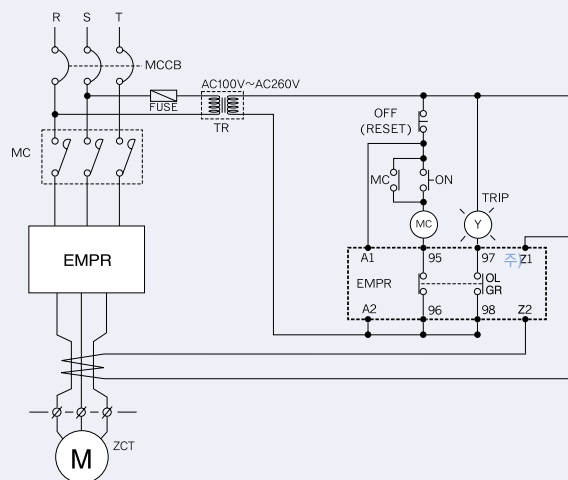 R S T
MCCB
AC100V~AC260V
FUSE
TR
MC
OFF
(RESET)
MC ON
TRIP
MC Y
A1 95 97 주) Z1
EMPR
OL
GR
A2 96 98 Z2
EMPR
ZCT
M